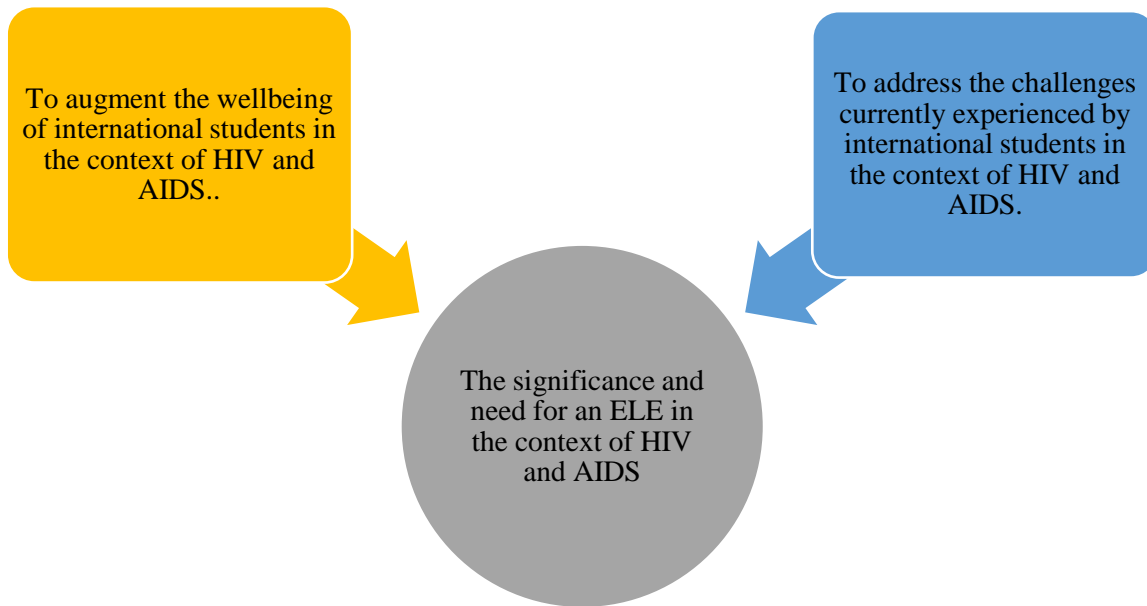 To augment the wellbeing
of international students in
the context of HIV and
AIDS..
To address the challenges
currently experienced by
international students in
the context of HIV and
AIDS.
The significance and
need for an ELE in
the context of HIV
and AIDS